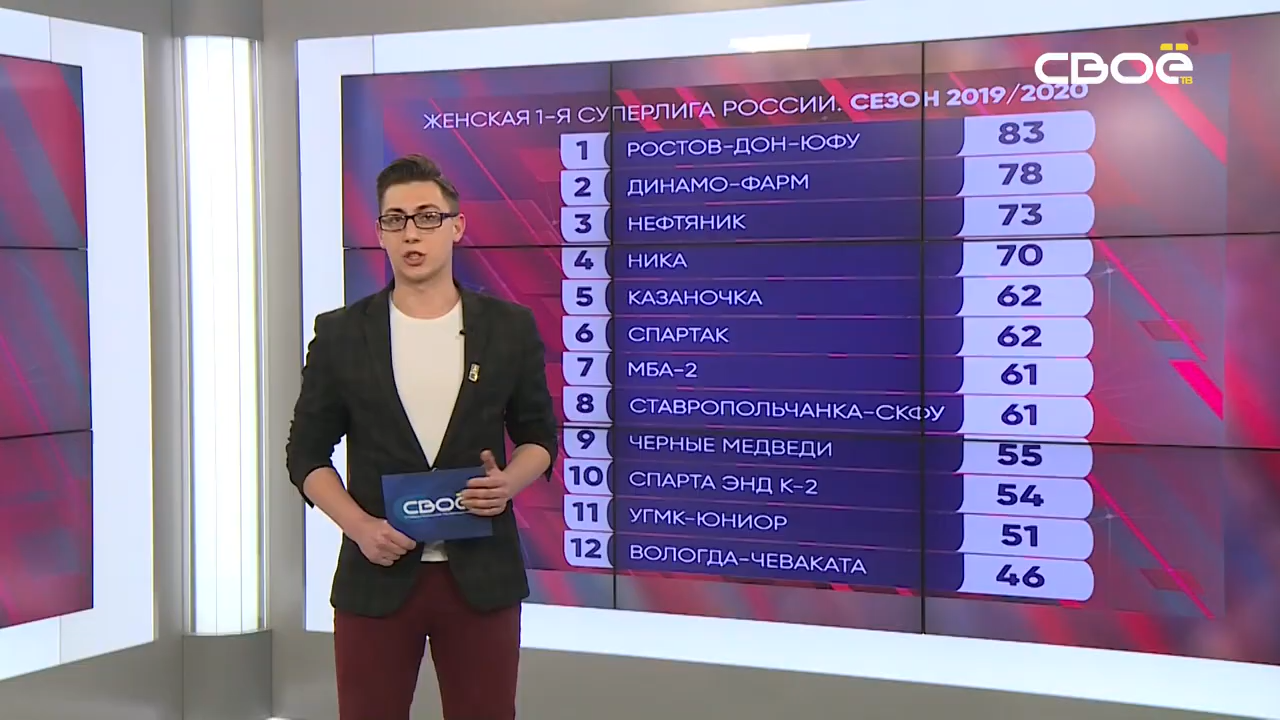 СВОЁ
ТВ
ЖЕНСКАЯ 1-Я СУПЕРЛИГА РОССИИ. СЕЗОН 2019/2020
1 РОСТОВ-ДОН-ЮФУ 83
2 ДИНАМО-ФАРМ 78
3 НЕФТЯНИК 73
4 НИКА 70
5 КАЗАНОЧКА 62
6 СПАРТАК 62
7 МБА-2 61
8 СТАВРОПОЛЬЧАНКА-СКФУ 61
9 ЧЕРНЫЕ МЕДВЕДИ 55
10 СПАРТА ЭНД К-2 54
11 УГМК-ЮНИОР 51
12 ВОЛОГДА-ЧЕВАКАТА 46
СВОЁ